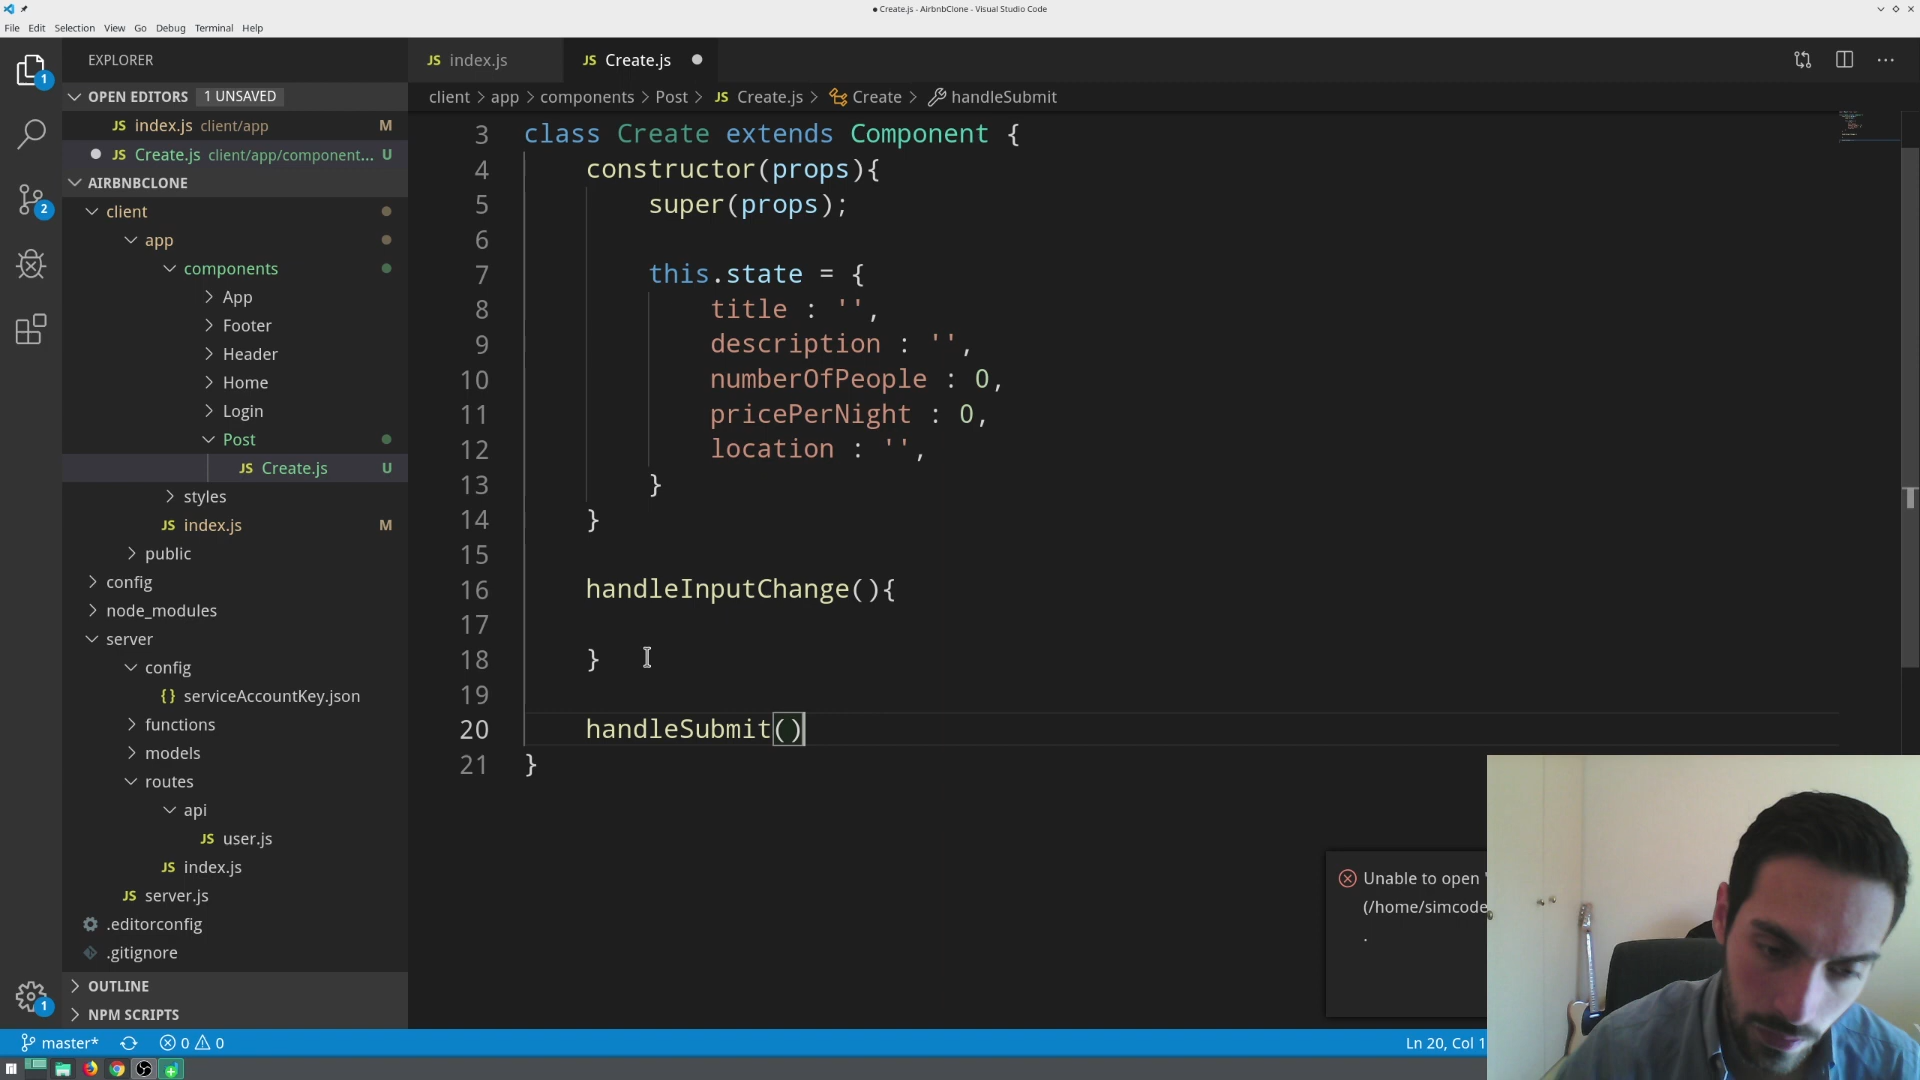 ● Create.js - AirbnbClone - Visual Studio Code
File Edit Selection View Go Debug Terminal Help
EXPLORER
OPEN EDITORS 1 UNSAVED
JS index.js client/app M
● JS Create.js client/app/component... U
AIRBNBCLONE
client
app
components
App
Footer
Header
Home
Login
Post
JS Create.js U
styles
JS index.js M
public
config
node_modules
server
config
{} serviceAccountKey.json
functions
models
routes
api
JS user.js
JS index.js
JS server.js
.editorconfig
.gitignore
OUTLINE
NPM SCRIPTS
1
2
1
JS index.js JS Create.js ●
client > app > components > Post > JS Create.js > Create > handleSubmit
3 class Create extends Component {
4 constructor(props){
5 super(props);
6
7 this.state = {
8 title : '',
9 description : '',
10 numberOfPeople : 0,
11 pricePerNight : 0,
12 location : '',
13 }
14 }
15
16 handleInputChange(){
17
18 }
19
20 handleSubmit()
21 }
Unable to open '
(/home/simcode
.
master* 0 0 Ln 20, Col 1